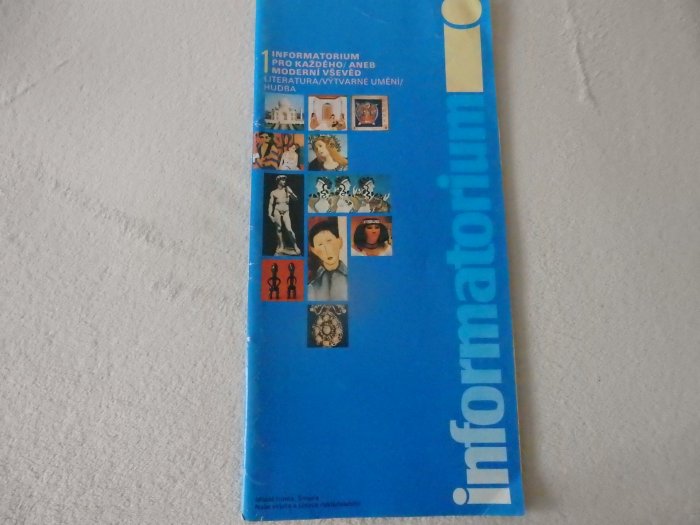 1 INFORMATORIUM
PRO KAŽDÉHO/ANEB
MODERNÍ VŠEVĚD
LITERATURA/VÝTVARNÉ UMĚNÍ/
HUDBA
informatorium
i